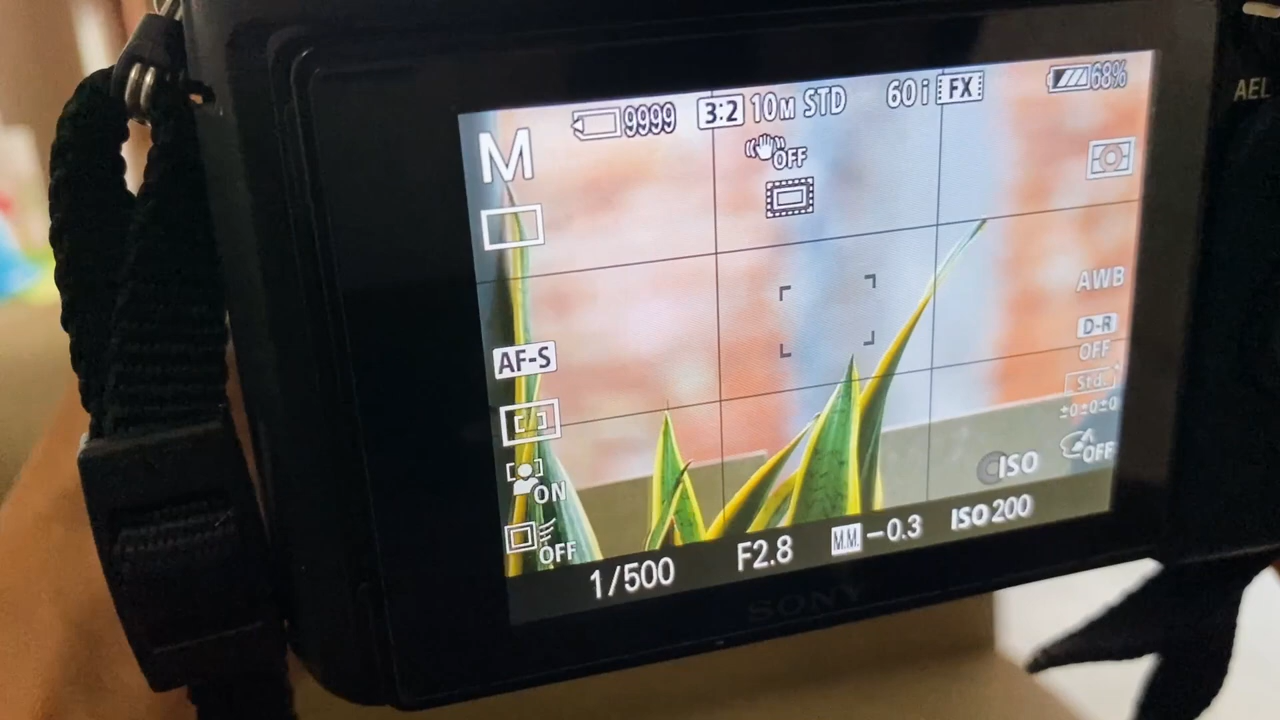 M 9999 3:2 10M STD 60i FX 68%
OFF
AF-S
ON
OFF
AWB
D-R
OFF
Std.
±0±0±0
OFF
ISO
1/500 F2.8 M.M. -0.3 ISO 200
SONY
AEL